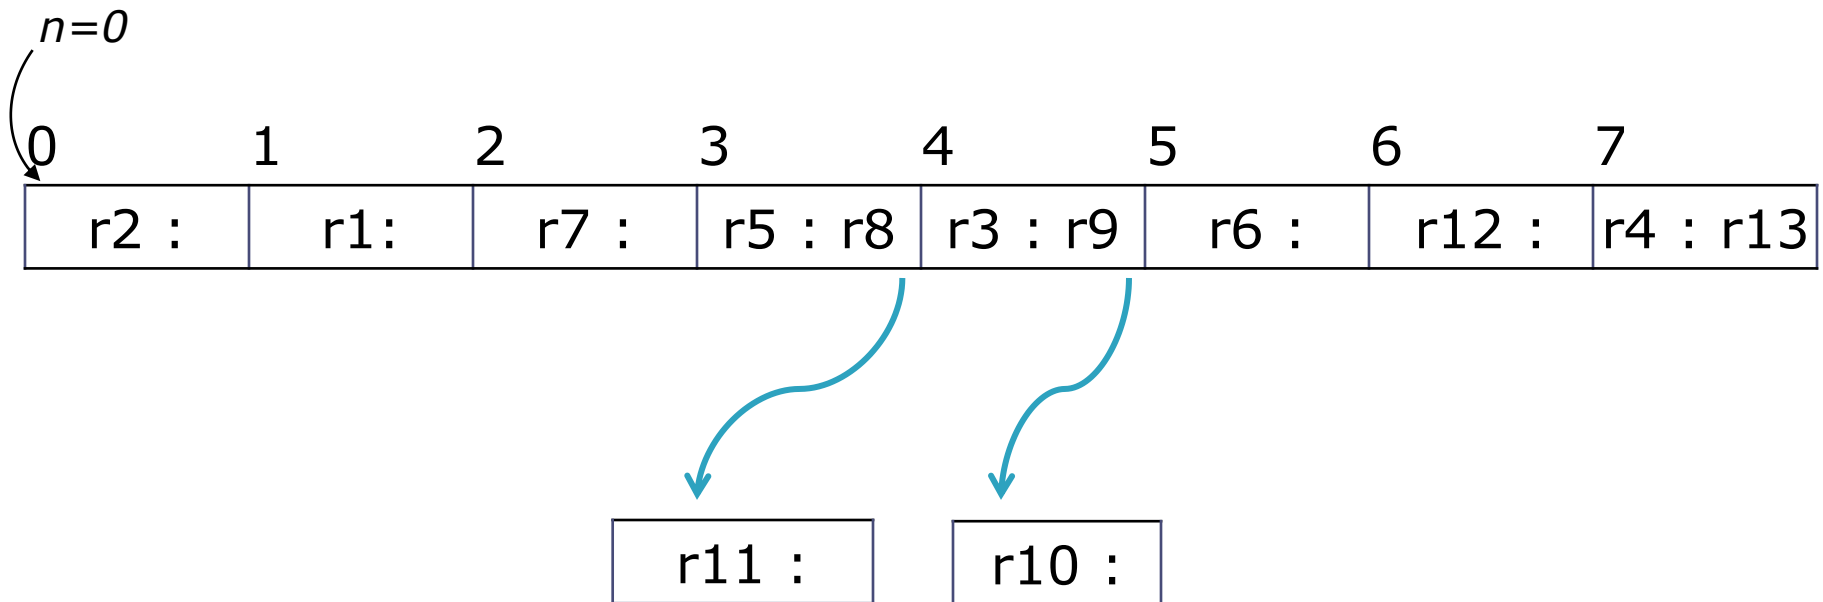 n=0
0 1 2 3 4 5 6 7
r2 : r1: r7 : r5 : r8 r3 : r9 r6 : r12 : r4 : r13
r11 : r10 :